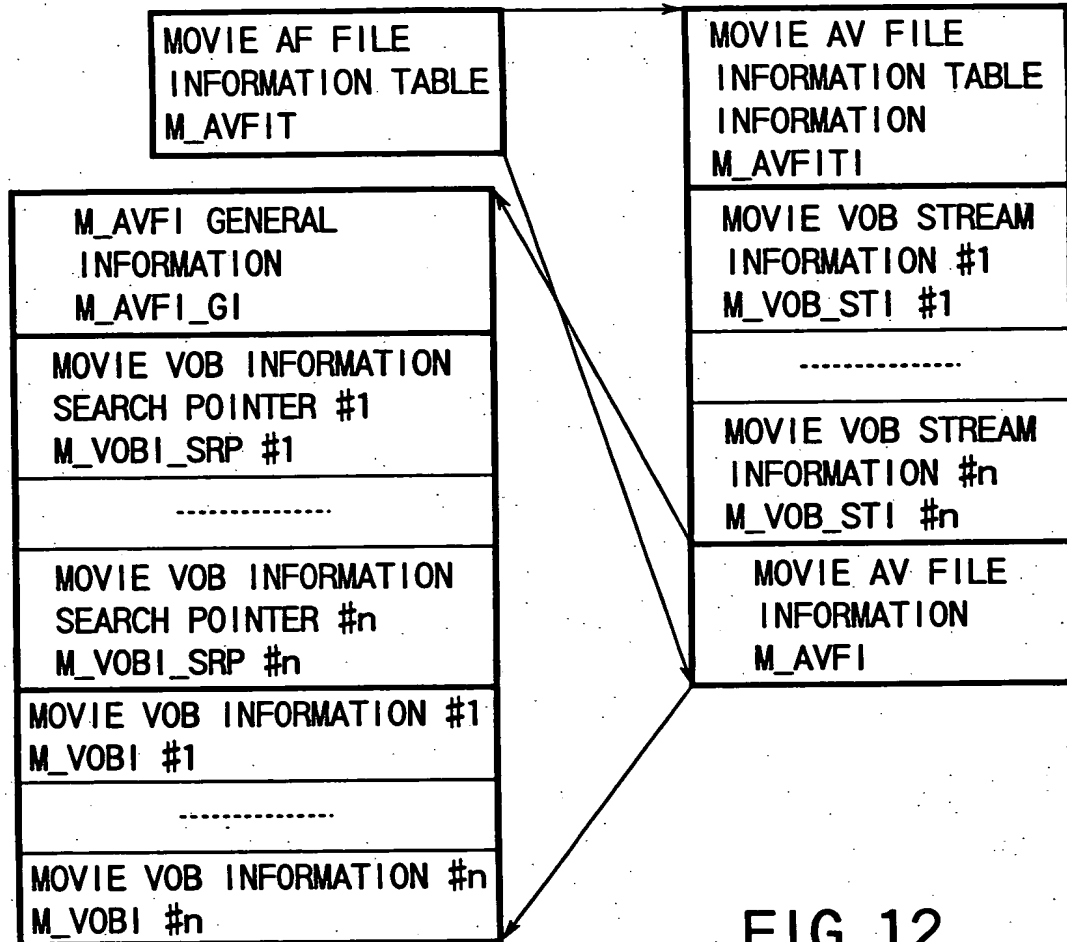 MOVIE AF FILE
INFORMATION TABLE
M_AVFIT
MOVIE AV FILE
INFORMATION TABLE
INFORMATION
M_AVFITI
MOVIE VOB STREAM
INFORMATION #1
M_VOB_STI #1
MOVIE VOB STREAM
INFORMATION #n
M_VOB_STI #n
MOVIE AV FILE
INFORMATION
M_AVFI
M_AVFI GENERAL
INFORMATION
M_AVFI_GI
MOVIE VOB INFORMATION
SEARCH POINTER #1
M_VOBI_SRP #1
MOVIE VOB INFORMATION
SEARCH POINTER #n
M_VOBI_SRP #n
MOVIE VOB INFORMATION #1
M_VOBI #1
MOVIE VOB INFORMATION #n
M_VOBI #n
FIG. 12